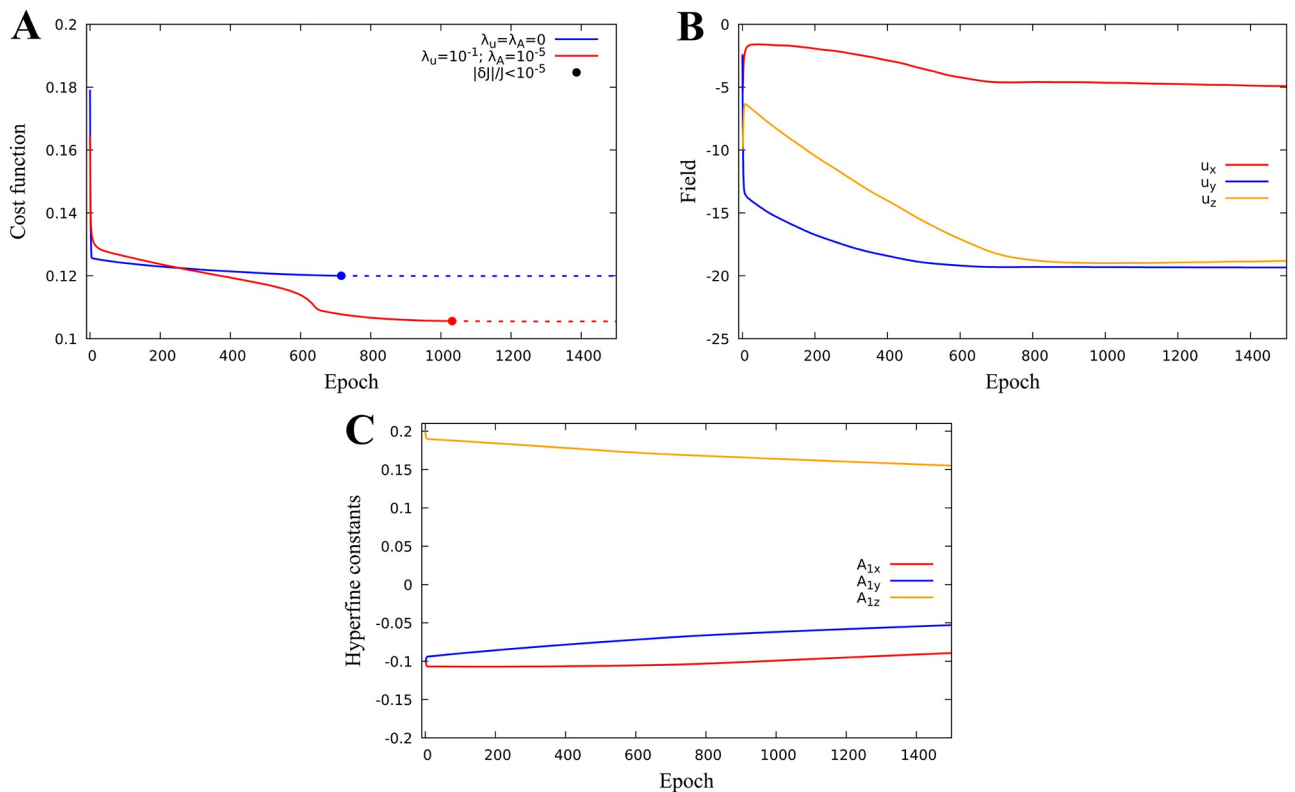 A
Cost function
0.2
0.18
0.16
0.14
0.12
0.1
λu=λA=0
λu=10-1; λA=10-5
|δJ|/J<10-5
0 200 400 600 800 1000 1200 1400
Epoch
B
Field
0
-5
-10
-15
-20
-25
ux
uy
uz
0 200 400 600 800 1000 1200 1400
Epoch
C
Hyperfine constants
0.2
0.15
0.1
0.05
0
-0.05
-0.1
-0.15
-0.2
A1x
A1y
A1z
0 200 400 600 800 1000 1200 1400
Epoch